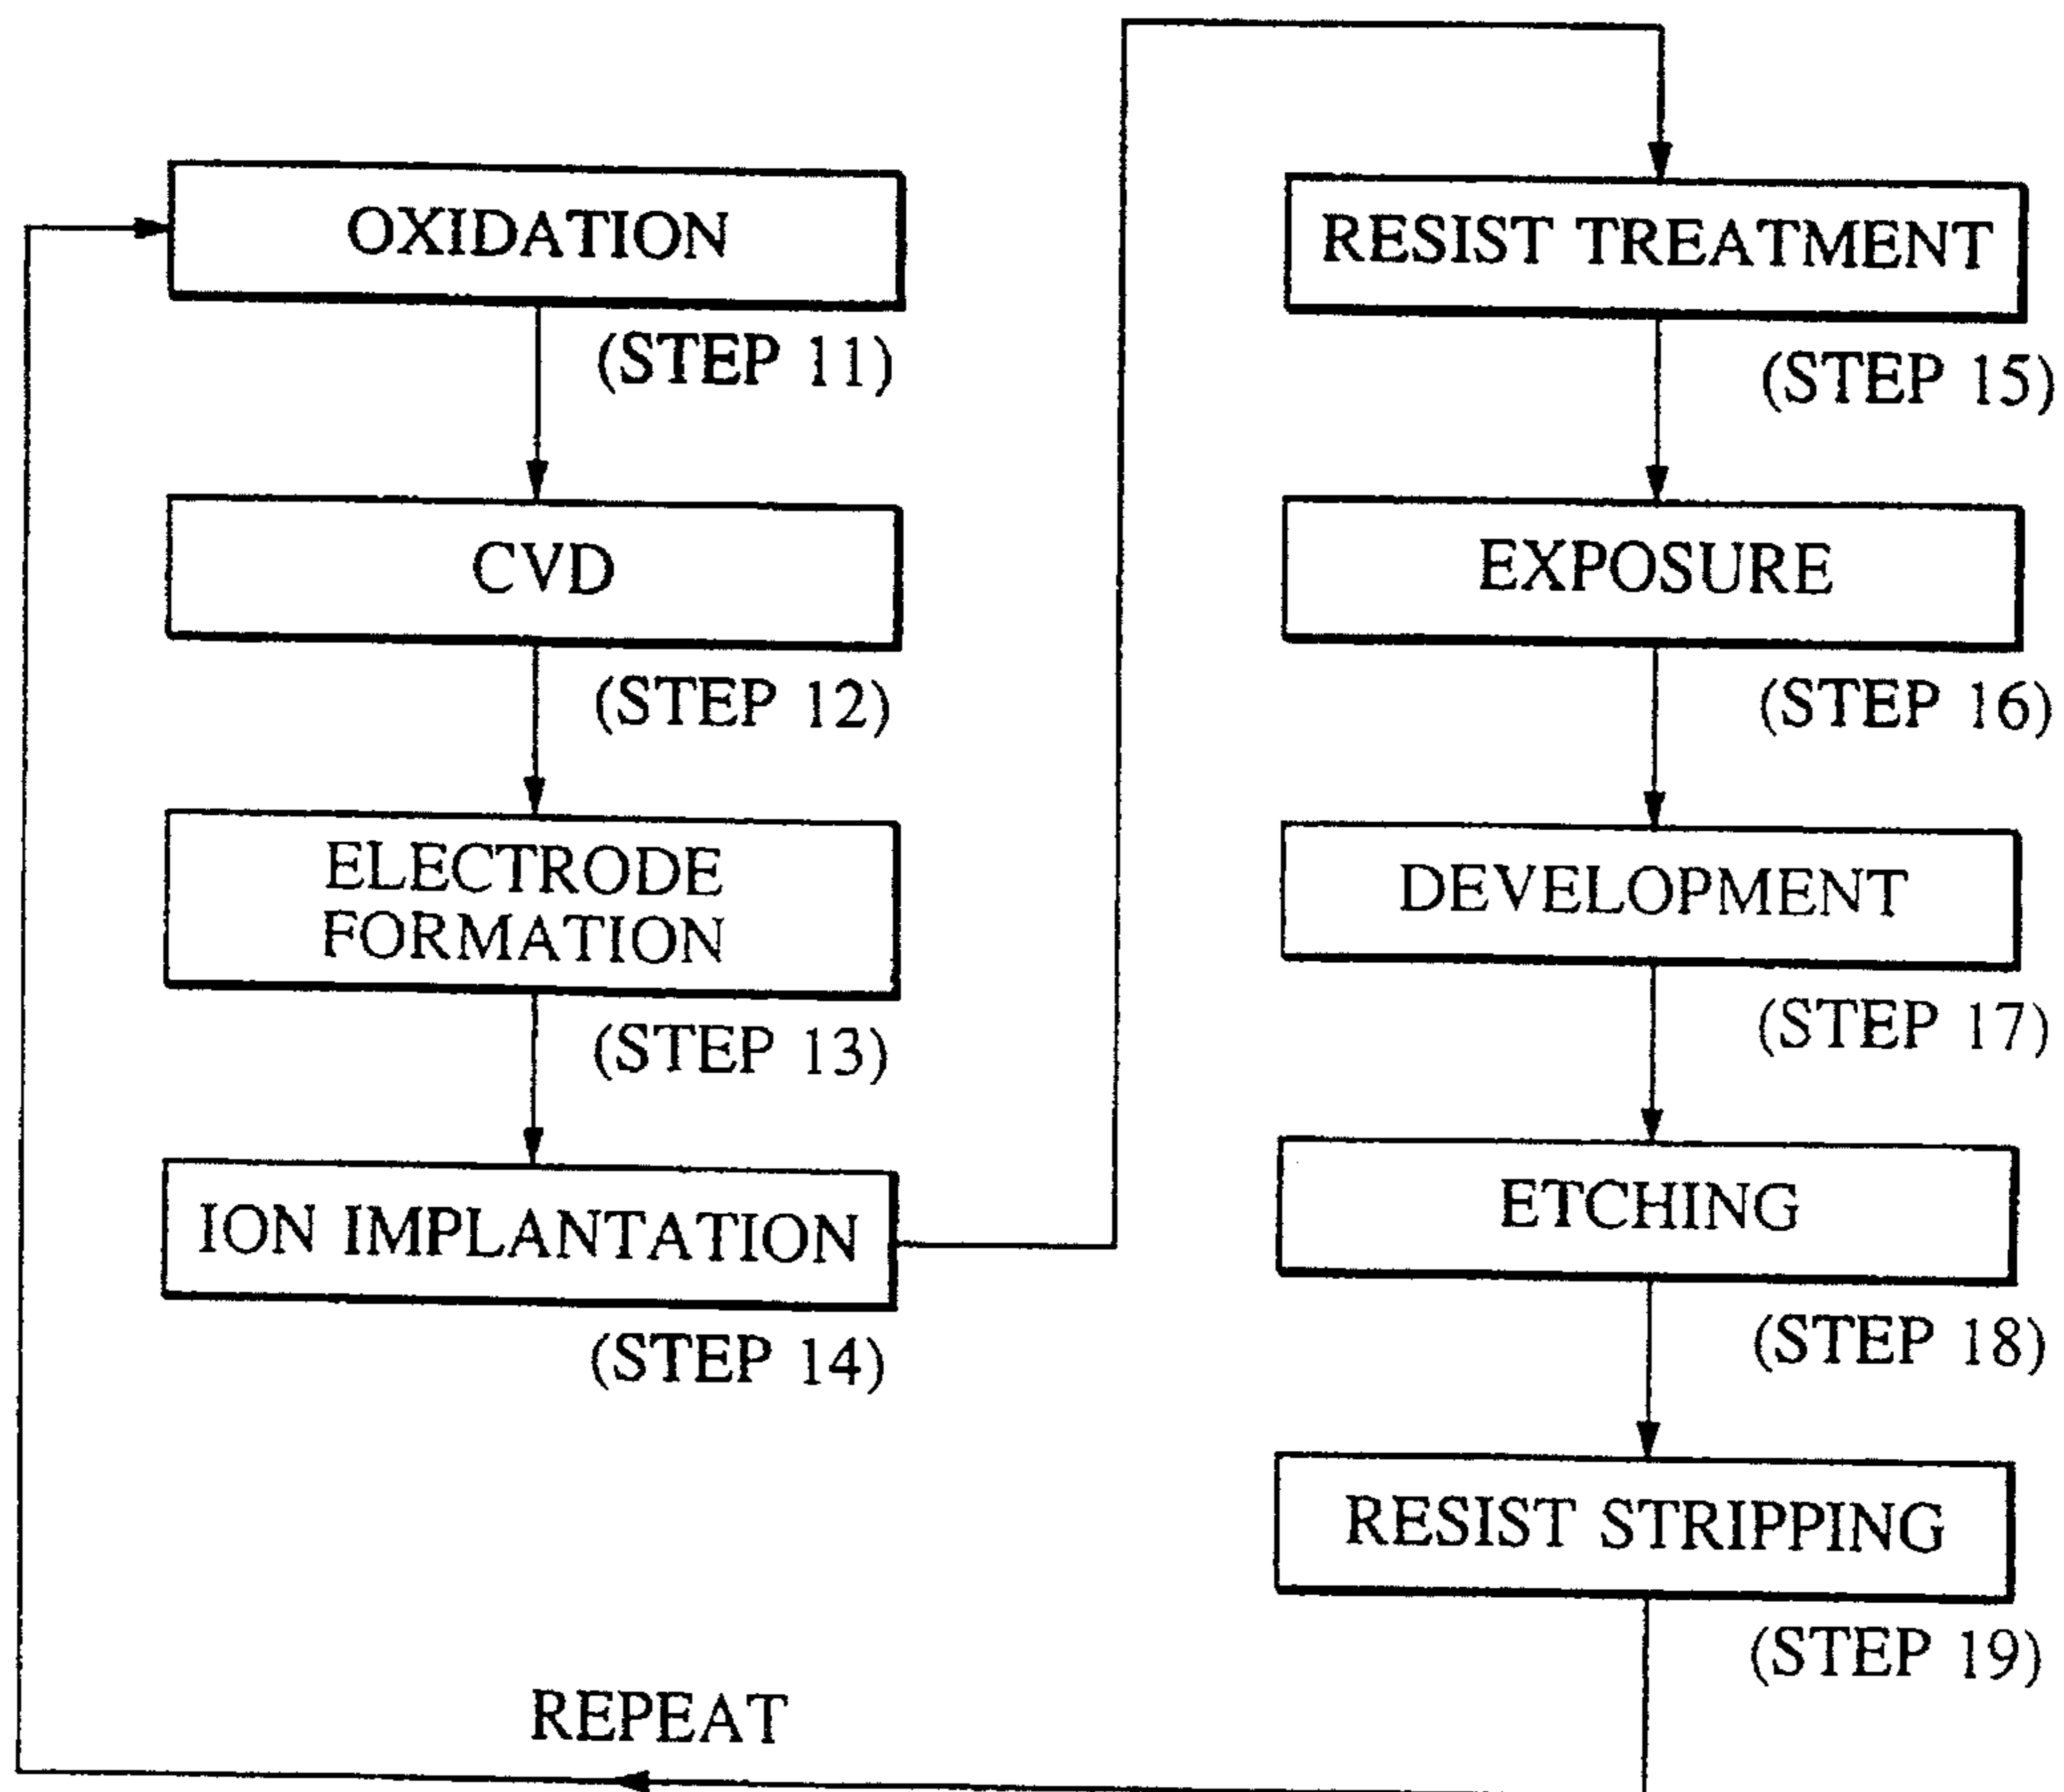 OXIDATION
(STEP 11)
CVD
(STEP 12)
ELECTRODE
FORMATION
(STEP 13)
ION IMPLANTATION
(STEP 14)
RESIST TREATMENT
(STEP 15)
EXPOSURE
(STEP 16)
DEVELOPMENT
(STEP 17)
ETCHING
(STEP 18)
RESIST STRIPPING
(STEP 19)
REPEAT